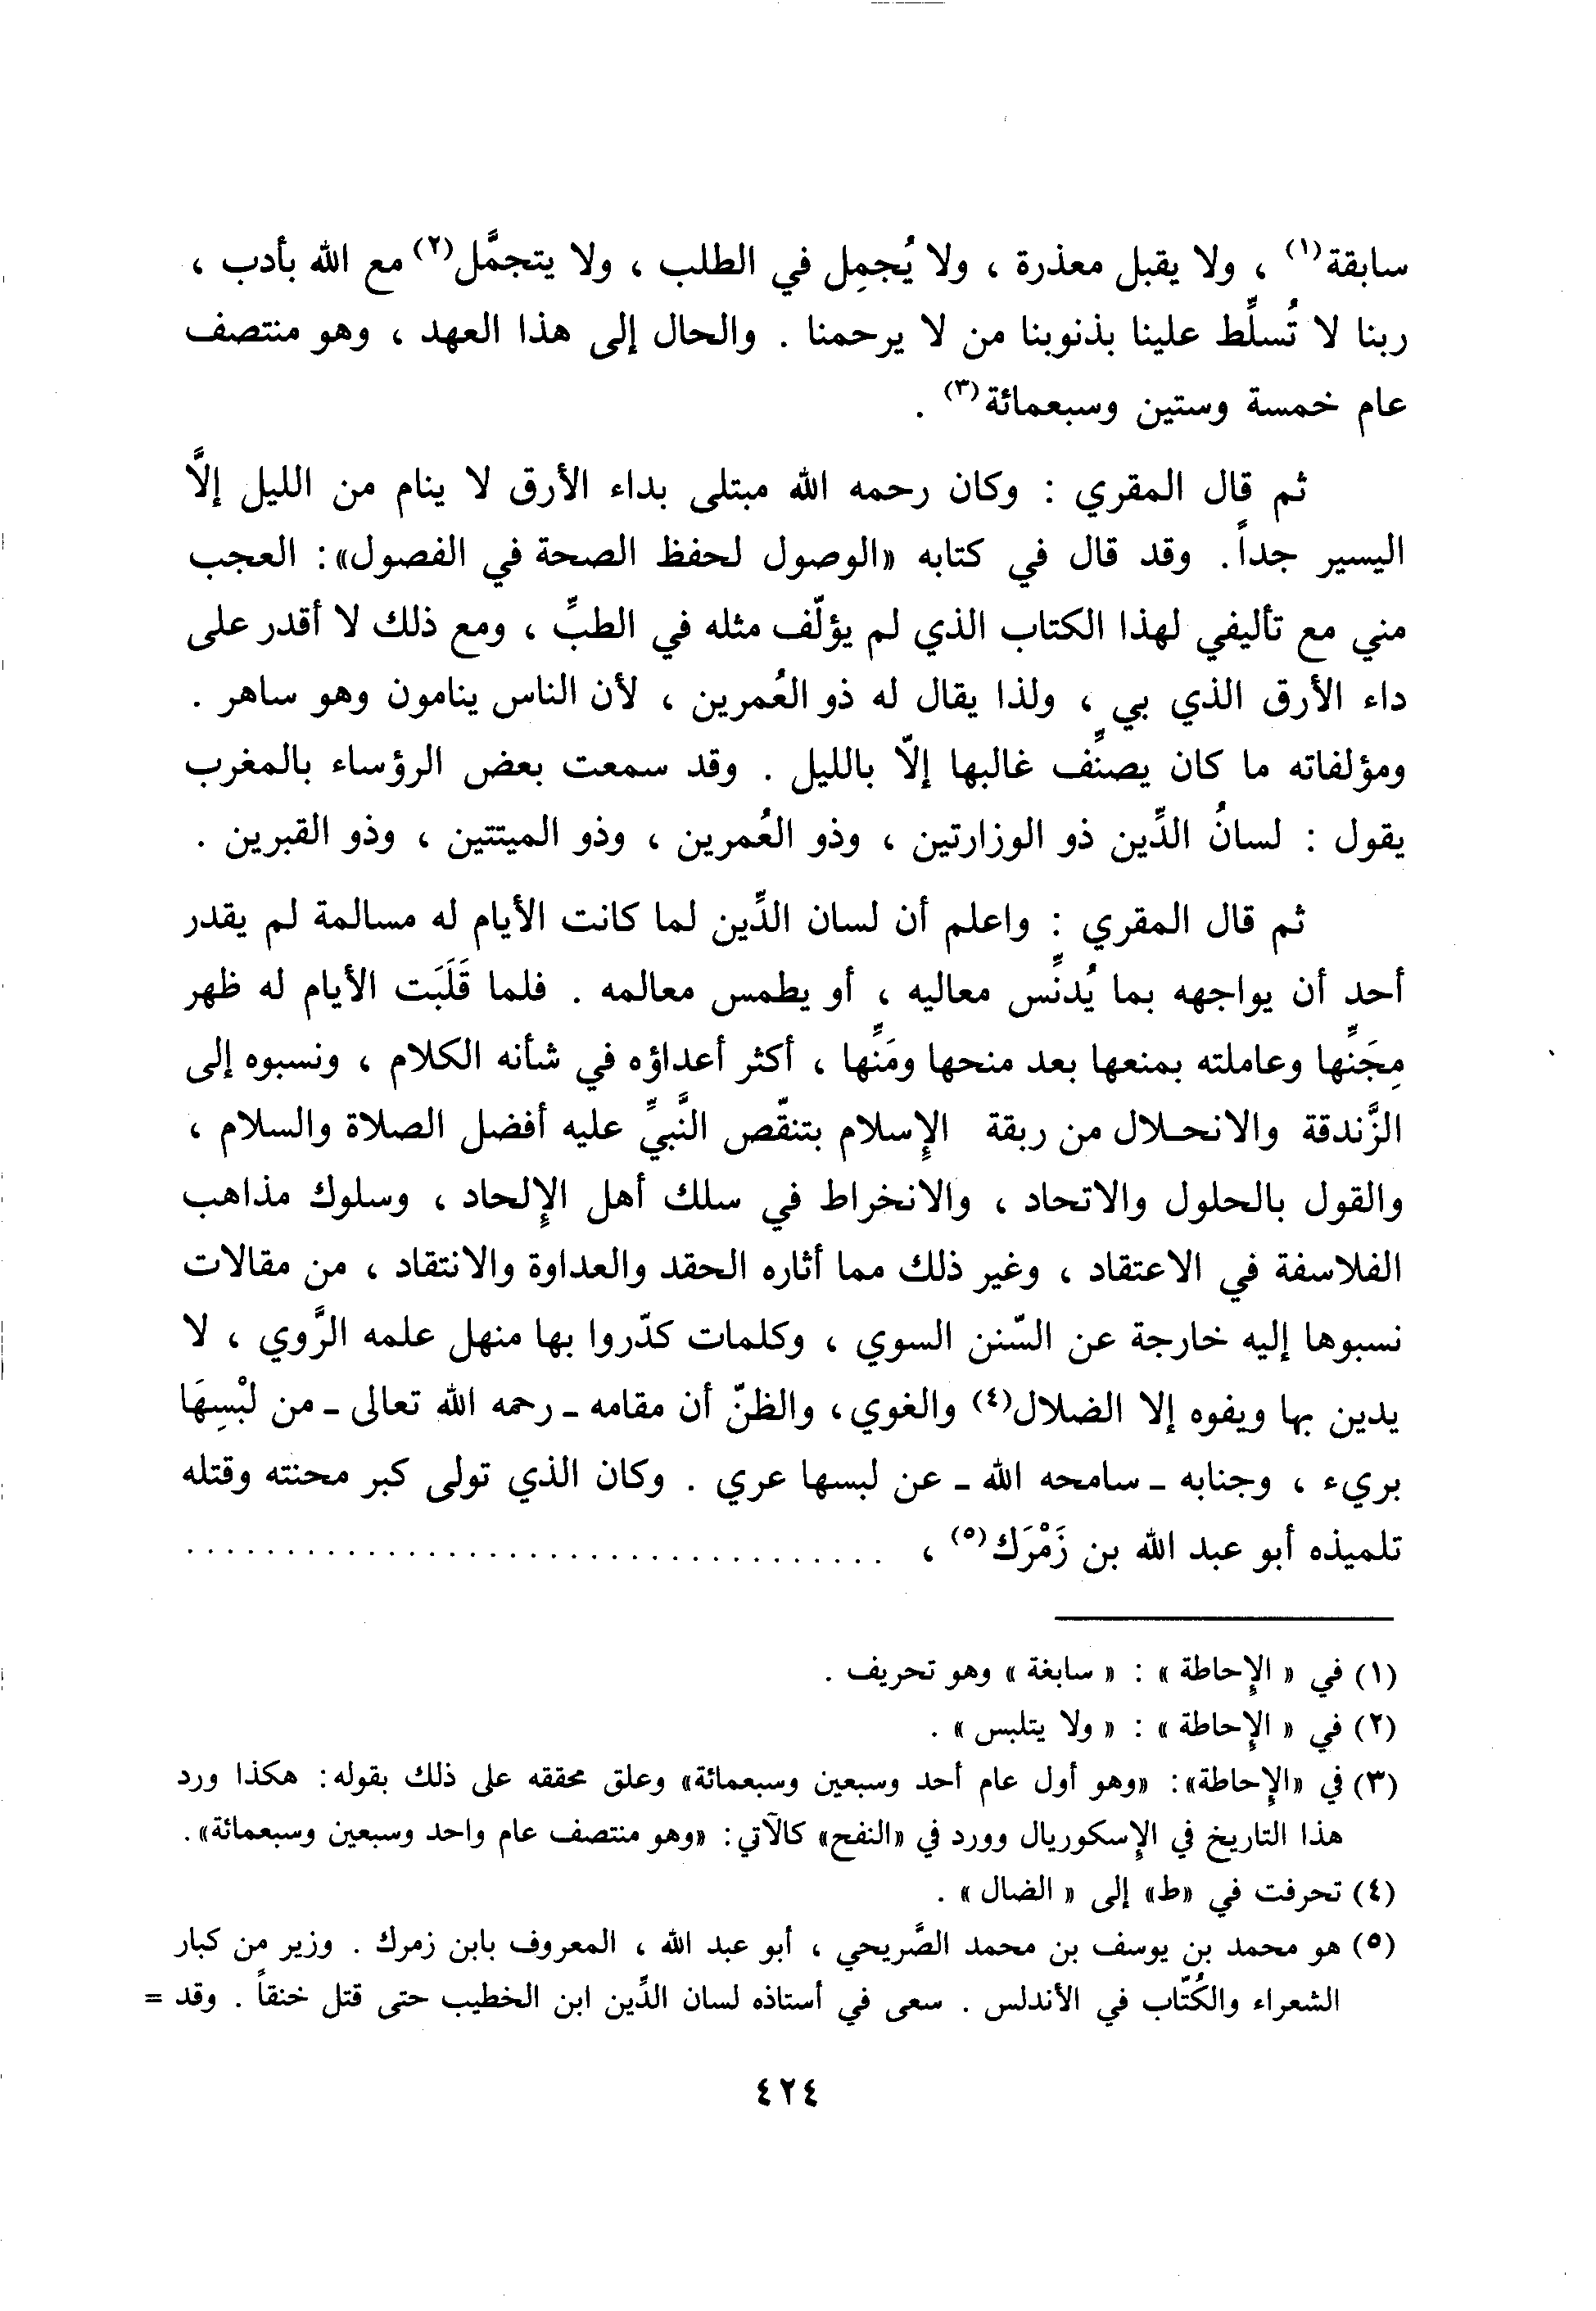 سابقة(١) ، ولا يقبل معذرة ، ولا يُجمِل في الطلب ، ولا يتجمَّل(٢) مع الله بأدب ،
ربنا لا تُسلِّط علينا بذنوبنا من لا يرحمنا . والحال إلى هذا العهد ، وهو منتصف
عام خمسة وستين وسبعمائة(٣) .
ثم قال المقري : وكان رحمه الله مبتلى بداء الأرق لا ينام من الليل إلَّا
اليسير جداً. وقد قال في كتابه «الوصول لحفظ الصحة في الفصول»: العجب
مني مع تأليفي لهذا الكتاب الذي لم يؤلّف مثله في الطبِّ ، ومع ذلك لا أقدر على
داء الأرق الذي بي ، ولذا يقال له ذو العُمرين ، لأن الناس ينامون وهو ساهر .
ومؤلفاته ما كان يصنِّف غالبها إلّا بالليل . وقد سمعت بعض الرؤساء بالمغرب
يقول : لسانُ الدِّين ذو الوزارتين ، وذو العُمرين ، وذو الميتتين ، وذو القبرين .
ثم قال المقري : واعلم أن لسان الدِّين لما كانت الأيام له مسالمة لم يقدر
أحد أن يواجهه بما يُدنِّس معاليه ، أو يطمس معالمه . فلما قَلَبَت الأيام له ظهر
مِجَنِّها وعاملته بمنعها بعد منحها ومَنِّها ، أكثر أعداؤه في شأنه الكلام ، ونسبوه إلى
الزَّندقة والانحلال من ربقة الإسلام بتنقّص النَّبيِّ عليه أفضل الصلاة والسلام ،
والقول بالحلول والاتحاد ، والانخراط في سلك أهل الإلحاد ، وسلوك مذاهب
الفلاسفة في الاعتقاد ، وغير ذلك مما أثاره الحقد والعداوة والانتقاد ، من مقالات
نسبوها إليه خارجة عن السّنن السوي ، وكلمات كدّروا بها منهل علمه الرَّوي ، لا
يدين بها ويفوه إلا الضلال(٤) والغوي، والظنّ أن مقامه ـ رحمه الله تعالى ـ من لبْسِهَا
بريء ، وجنابه ـ سامحه الله ـ عن لبسها عري . وكان الذي تولى كبر محنته وقتله
تلميذه أبو عبد الله بن زَمْرَك(٥) ، ..................................
(١) في « الإحاطة » : « سابغة » وهو تحريف .
(٢) في « الإحاطة » : « ولا يتلبس » .
(٣) في «الإحاطة»: «وهو أول عام أحد وسبعين وسبعمائة» وعلق محققه على ذلك بقوله: هكذا ورد
هذا التاريخ في الإسكوريال وورد في «النفح» كالآتي: «وهو منتصف عام واحد وسبعين وسبعمائة».
(٤) تحرفت في «ط» إلى « الضال » .
(٥) هو محمد بن يوسف بن محمد الصَّريحي ، أبو عبد الله ، المعروف بابن زمرك . وزير من كبار
الشعراء والكُتّاب في الأندلس . سعى في أستاذه لسان الدِّين ابن الخطيب حتى قتل خنقاً . وقد =
٤٢٤